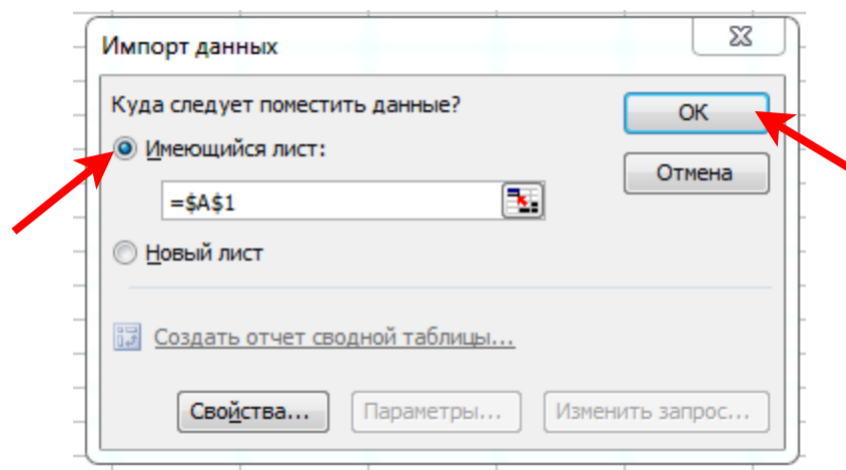 Импорт данных
Куда следует поместить данные?
ОК
Имеющийся лист:
Отмена
=$A$1
Новый лист
Создать отчет сводной таблицы...
Свойства...
Параметры...
Изменить запрос...